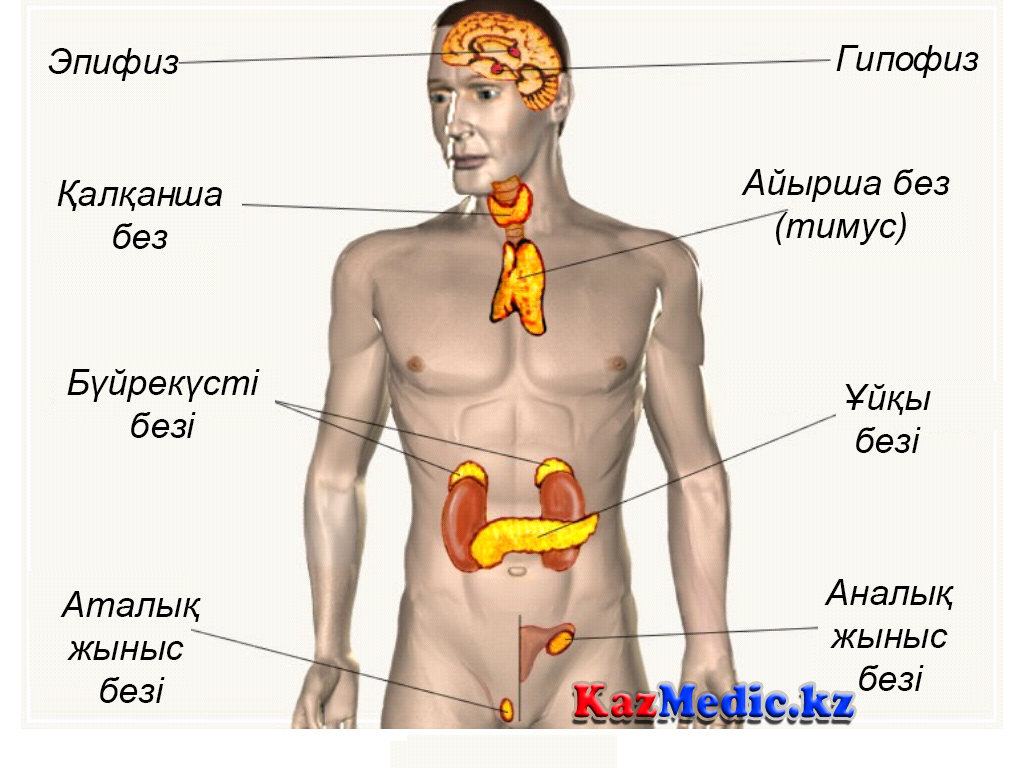 Эпифиз
Гипофиз
Қалқанша
без
Айырша без
(тимус)
Бүйрекүсті
безі
Ұйқы
безі
Аталық
жыныс
безі
Аналық
жыныс
безі
KazMedic.kz